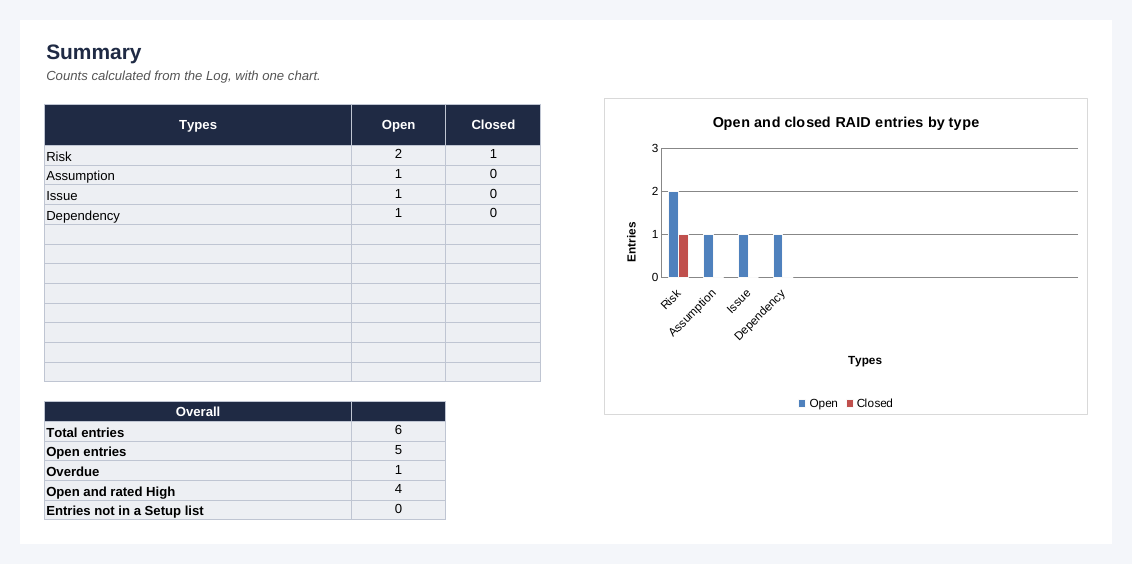 Summary
Counts calculated from the Log, with one chart.
Types Open Closed
Risk 2 1
Assumption 1 0
Issue 1 0
Dependency 1 0
Overall
Total entries 6
Open entries 5
Overdue 1
Open and rated High 4
Entries not in a Setup list 0
Open and closed RAID entries by type
3
2
1
0
Entries
Risk
Assumption
Issue
Dependency
Types
Open Closed